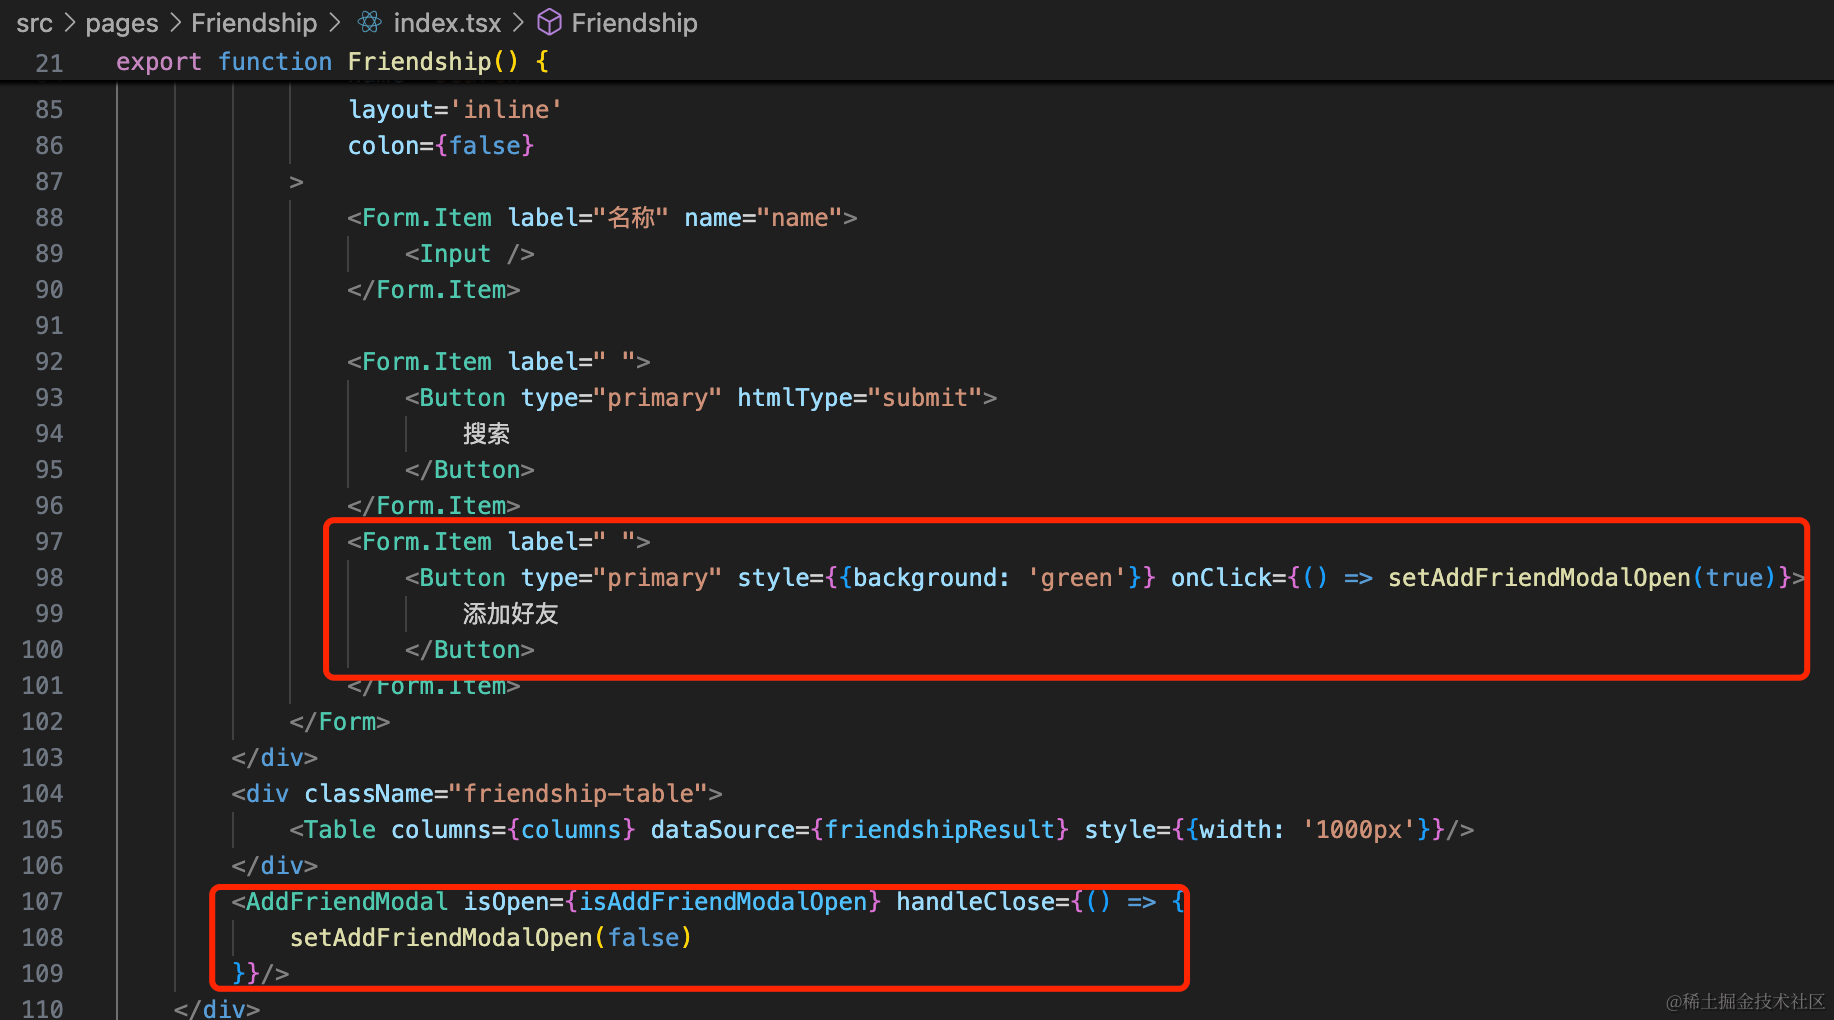 src > pages > Friendship > index.tsx > Friendship
21 export function Friendship() {
85 layout='inline'
86 colon={false}
87 >
88 <Form.Item label="名称" name="name">
89 <Input />
90 </Form.Item>
91
92 <Form.Item label=" ">
93 <Button type="primary" htmlType="submit">
94 搜索
95 </Button>
96 </Form.Item>
97 <Form.Item label=" ">
98 <Button type="primary" style={{background: 'green'}} onClick={() => setAddFriendModalOpen(true)}>
99 添加好友
100 </Button>
101 </Form.Item>
102 </Form>
103 </div>
104 <div className="friendship-table">
105 <Table columns={columns} dataSource={friendshipResult} style={{width: '1000px'}}/>
106 </div>
107 <AddFriendModal isOpen={isAddFriendModalOpen} handleClose={() => {
108 setAddFriendModalOpen(false)
109 }}/>
110 </div>
@稀土掘金技术社区